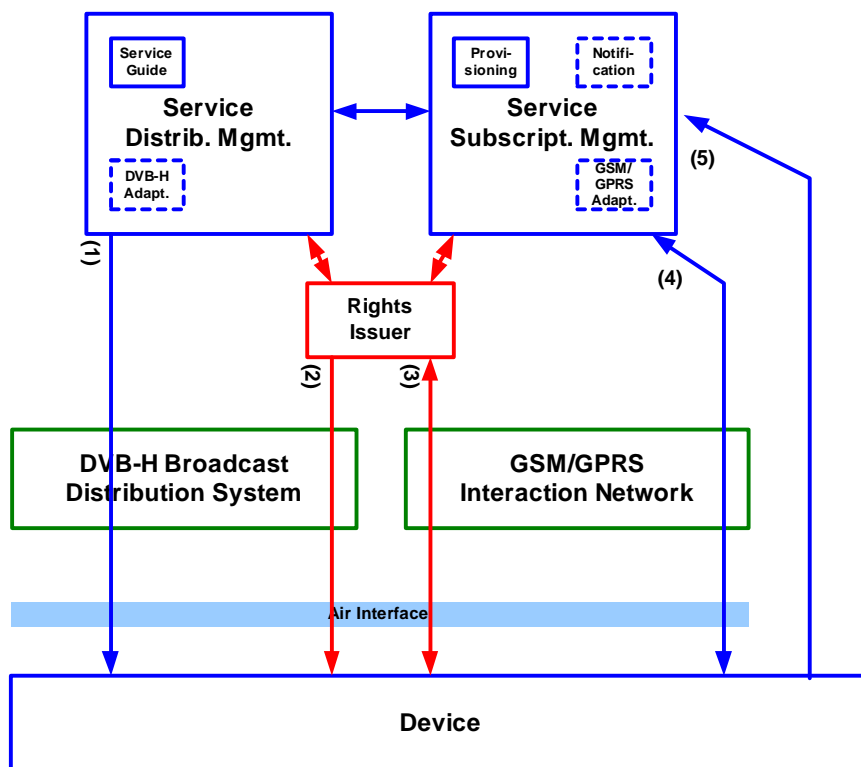 Service
Guide
Service
Distrib. Mgmt.
DVB-H
Adapt.
Provi-
sioning
Notifi-
cation
Service
Subscript. Mgmt.
GSM/
GPRS
Adapt.
(5)
(1)
(4)
Rights
Issuer
(2)
(3)
DVB-H Broadcast
Distribution System
GSM/GPRS
Interaction Network
Air Interface
Device